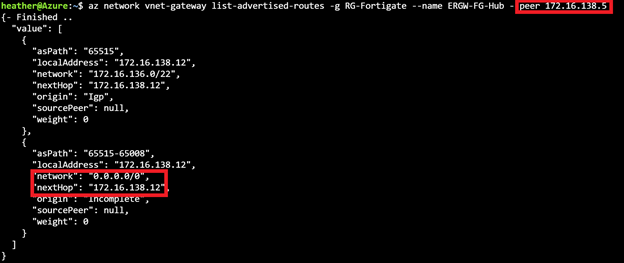 heather@Azure:~$ az network vnet-gateway list-advertised-routes -g RG-Fortigate --name ERGW-FG-Hub - peer 172.16.138.5
{- Finished ..
"value": [
{
"asPath": "65515",
"localAddress": "172.16.138.12",
"network": "172.16.136.0/22",
"nextHop": "172.16.138.12",
"origin": "Igp",
"sourcePeer": null,
"weight": 0
},
{
"asPath": "65515-65008",
"localAddress": "172.16.138.12",
"network": "0.0.0.0/0",
"nextHop": "172.16.138.12",
"origin": "Incomplete",
"sourcePeer": null,
"weight": 0
}
]
}